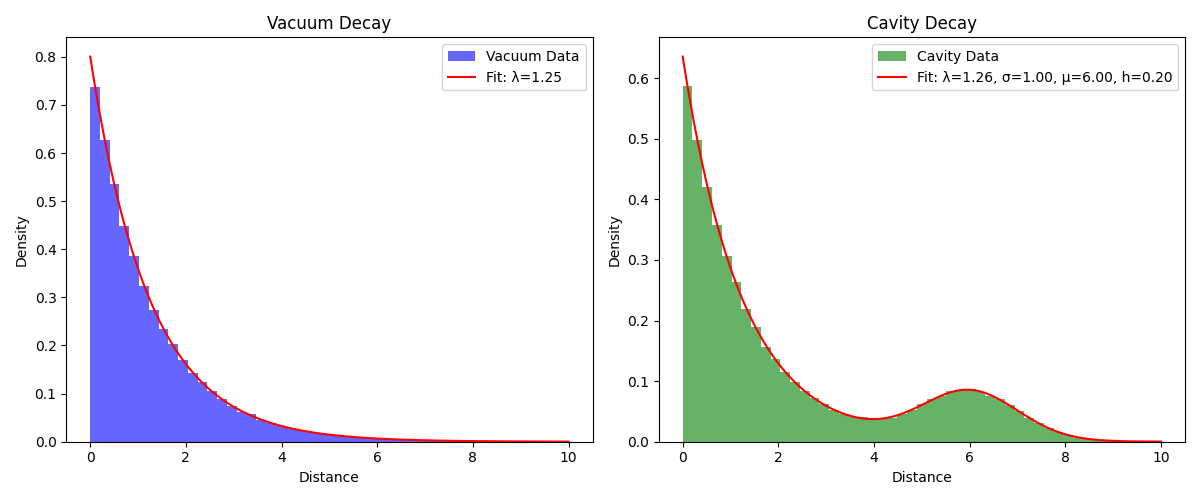 Vacuum Decay
Density
0.8
0.7
0.6
0.5
0.4
0.3
0.2
0.1
0.0
Vacuum Data
Fit: λ=1.25
0 2 4 6 8 10
Distance
Cavity Decay
Density
0.6
0.5
0.4
0.3
0.2
0.1
0.0
Cavity Data
Fit: λ=1.26, σ=1.00, μ=6.00, h=0.20
0 2 4 6 8 10
Distance